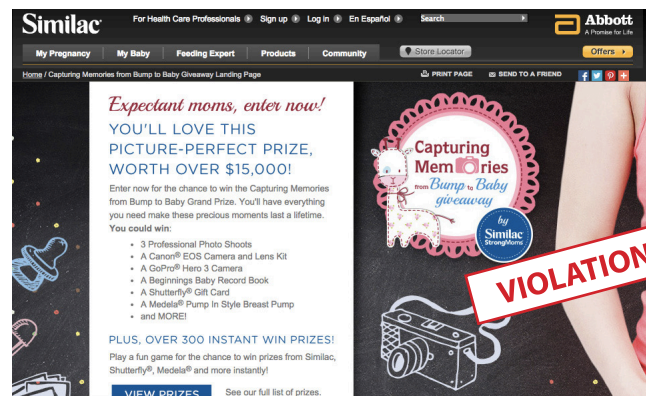 Similac
For Health Care Professionals Sign up Log in En Español Search
Abbott
A Promise for Life
My Pregnancy My Baby Feeding Expert Products Community Store Locator Offers
Home / Capturing Memories from Bump to Baby Giveaway Landing Page PRINT PAGE SEND TO A FRIEND
Expectant moms, enter now!
YOU'LL LOVE THIS
PICTURE-PERFECT PRIZE,
WORTH OVER $15,000!
Enter now for the chance to win the Capturing Memories
from Bump to Baby Grand Prize. You'll have everything
you need make these precious moments last a lifetime.
You could win:
• 3 Professional Photo Shoots
• A Canon® EOS Camera and Lens Kit
• A GoPro® Hero 3 Camera
• A Beginnings Baby Record Book
• A Shutterfly® Gift Card
• A Medela® Pump In Style Breast Pump
• and MORE!
PLUS, OVER 300 INSTANT WIN PRIZES!
Play a fun game for the chance to win prizes from Similac,
Shutterfly®, Medela® and more instantly!
VIEW PRIZES See our full list of prizes.
Capturing
Memories
from Bump to Baby
giveaway
by
Similac
StrongMoms
VIOLATION